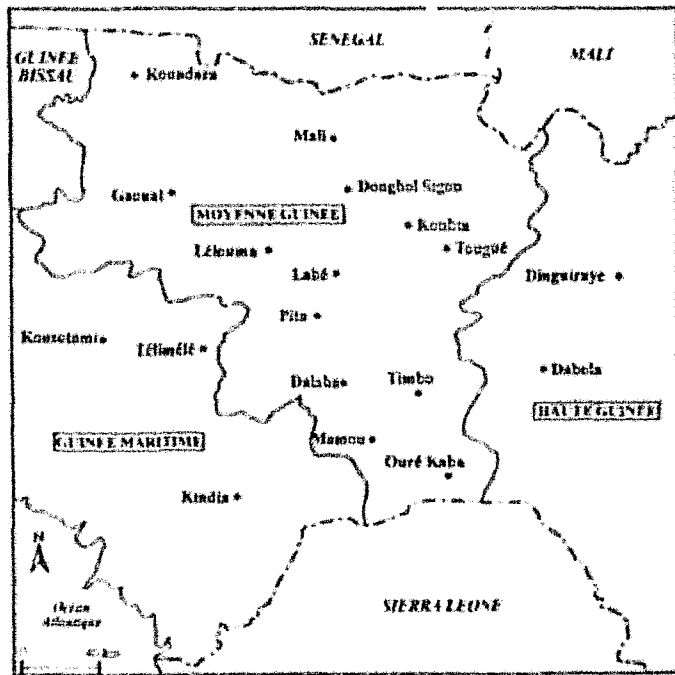 SENEGAL
GUINEE
BISSAU
MALI
Koundara
Mali
Donghol Sigon
Gaoual
MOYENNE GUINEE
Koubia
Lélouma
Tougué
Labé
Dinguiraye
Pita
Télimélé
Dalaba
Timbo
Dabola
HAUTE GUINEE
GUINEE MARITIME
Mamou
Ouré Kaba
Kindia
N
Océan
Atlantique
SIERRA LEONE
0